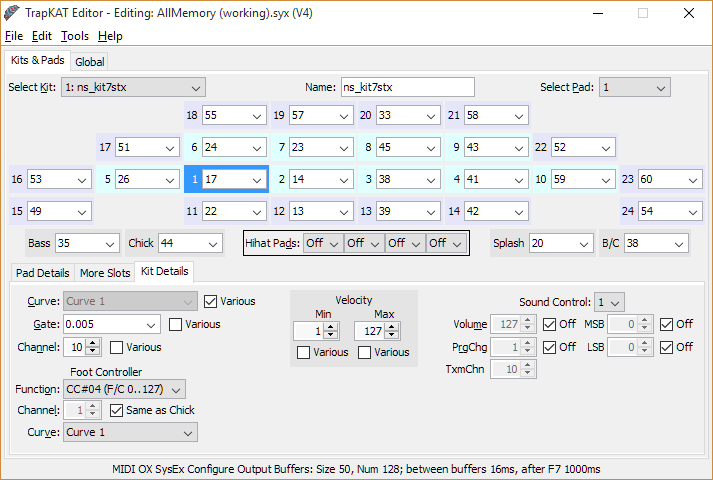 TrapKAT Editor - Editing: AllMemory (working).syx (V4)
File Edit Tools Help
Kits & Pads Global
Select Kit: 1: ns_kit7stx Name: ns_kit7stx Select Pad: 1
18 55 19 57 20 33 21 58
17 51 6 24 7 23 8 45 9 43 22 52
16 53 5 26 1 17 2 14 3 38 4 41 10 59 23 60
15 49 11 22 12 13 13 39 14 42 24 54
Bass 35 Chick 44 Hihat Pads: Off Off Off Off Splash 20 B/C 38
Pad Details More Slots Kit Details
Curve: Curve 1 Various Velocity Sound Control: 1
Gate: 0.005 Various Min Max Volume 127 Off MSB 0 Off
Channel: 10 Various 1 127 PrgChg 1 Off LSB 0 Off
Various Various TxmChn 10
Foot Controller
Function: CC#04 (F/C 0..127)
Channel: 1 Same as Chick
Curve: Curve 1
MIDI OX SysEx Configure Output Buffers: Size 50, Num 128; between buffers 16ms, after F7 1000ms